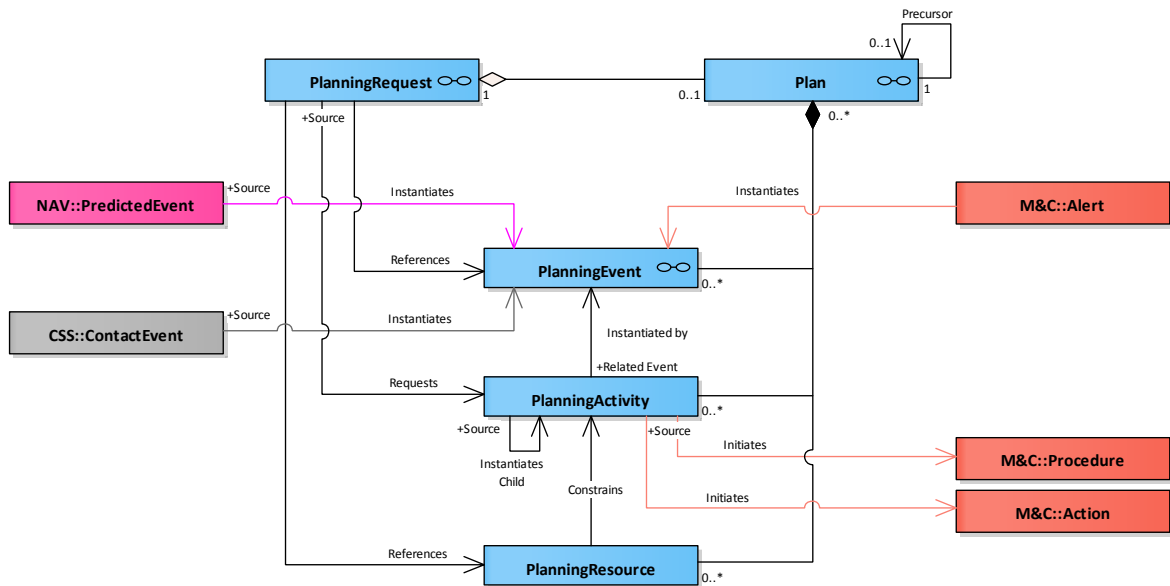 Precursor
0..1
PlanningRequest
1
0..1
Plan
1
+Source
0..*
NAV::PredictedEvent
+Source
Instantiates
Instantiates
M&C::Alert
References
PlanningEvent
0..*
CSS::ContactEvent
+Source
Instantiates
Instantiated by
+Related Event
Requests
PlanningActivity
0..*
+Source
+Source
Instantiates
Child
Initiates
M&C::Procedure
Constrains
Initiates
M&C::Action
References
PlanningResource
0..*